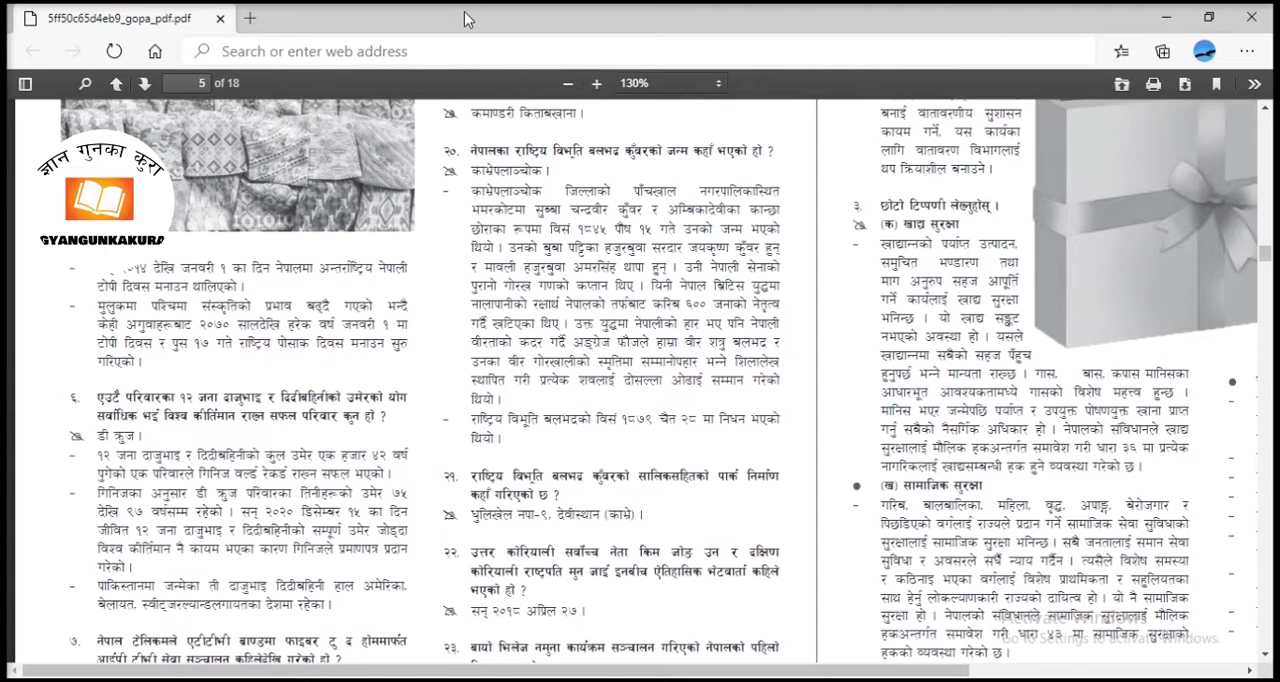 5ff50c65d4eb9_gopa_pdf.pdf
Search or enter web address
5 of 18
130%
ज्ञान गुनका कुरा
GYANGUNKAKURA
१४ देखि जनवरी १ का दिन नेपालमा अन्तर्राष्ट्रिय नेपाली
टोपी दिवस मनाउन थालिएको ।
- मुलुकमा पश्चिमा संस्कृतिको प्रभाव बढ्दै गएको भन्दै
केही अगुवाहरूबाट २०७० सालदेखि हरेक वर्ष जनवरी १ मा
टोपी दिवस र पुस १७ गते राष्ट्रिय पोसाक दिवस मनाउन सुरु
गरिएको ।
६. एउटै परिवारका १२ जना दाजुभाइ र दिदीबहिनीको उमेरको योग
सर्वाधिक भई विश्व कीर्तिमान राख्न सफल परिवार कुन हो ?
डी क्रुज ।
- १२ जना दाजुभाइ र दिदीबहिनीको कुल उमेर एक हजार ४२ वर्ष
पुगेको एक परिवारले गिनिज वर्ल्ड रेकर्ड राख्न सफल भएको ।
- गिनिजका अनुसार डी क्रुज परिवारका तिनीहरूको उमेर ७५
देखि ९७ वर्षसम्म रहेको । सन् २०२० डिसेम्बर १५ का दिन
जीवित १२ जना दाजुभाइ र दिदीबहिनीको सम्पूर्ण उमेर जोड्दा
विश्व कीर्तिमान नै कायम भएका कारण गिनिजले प्रमाणपत्र प्रदान
गरेको ।
- पाकिस्तानमा जन्मेका ती दाजुभाइ दिदीबहिनी हाल अमेरिका,
बेलायत, स्वीट्जरल्यान्डलगायतका देशमा रहेका ।
७. नेपाल टेलिकमले एटीटीभी ब्राण्डमा फाइबर टु द होममार्फत
आईपी टीभी सेवा सञ्चालन कहिलेदेखि गरेको हो ?
कमाण्डरी किताबखाना ।
२०. नेपालका राष्ट्रिय विभूति बलभद्र कुँवरको जन्म कहाँ भएको हो ?
काभ्रेपलाञ्चोक ।
- काभ्रेपलाञ्चोक जिल्लाको पाँचखाल नगरपालिकास्थित
भमरकोटमा सुब्बा चन्द्रवीर कुँवर र अम्बिकादेवीका कान्छा
छोराका रूपमा विसं १८४५ पौष १५ गते उनको जन्म भएको
थियो । उनको बुबा पट्टिका हजुरबुवा सरदार जयकृष्ण कुँवर हुन्
र मावली हजुरबुवा अमरसिंह थापा हुन् । उनी नेपाली सेनाको
पुरानो गोरख गणको कप्तान थिए । यिनी नेपाल ब्रिटिस युद्धमा
नालापानीको रक्षार्थ नेपालको तर्फबाट करिब ६०० जनाको नेतृत्व
गर्दै खटिएका थिए । उक्त युद्धमा नेपालीको हार भए पनि नेपाली
वीरताको कदर गर्दै अङ्ग्रेज फौजले हाम्रा वीर शत्रु बलभद्र र
उनका वीर गोरखालीको स्मृतिमा सम्मानोपहार भन्ने शिलालेख
स्थापित गरी प्रत्येक शवलाई दोसल्ला ओढाई सम्मान गरेको
थियो ।
- राष्ट्रिय विभूति बलभद्रको विसं १८७९ चैत २८ मा निधन भएको
थियो ।
२१. राष्ट्रिय विभूति बलभद्र कुँवरको सालिकसहितको पार्क निर्माण
कहाँ गरिएको छ ?
धुलिखेल नपा-९, देवीस्थान (काभ्रे) ।
२२. उत्तर कोरियाली सर्वोच्च नेता किम जोङ उन र दक्षिण
कोरियाली राष्ट्रपति मुन जाई इनबीच ऐतिहासिक भेटवार्ता कहिले
भएको हो ?
सन् २०१८ अप्रिल २७ ।
२३. बायो भिलेज नमुना कार्यक्रम सञ्चालन गरिएको नेपालको पहिलो
बनाई वातावरणीय सुशासन
कायम गर्ने, यस कार्यका
लागि वातावरण विभागलाई
थप क्रियाशील बनाउने ।
३. छोटो टिप्पणी लेख्नुहोस् ।
(क) खाद्य सुरक्षा
- खाद्यान्नको पर्याप्त उत्पादन,
समुचित भण्डारण तथा
माग अनुरुप सहज आपूर्ति
गर्ने कार्यलाई खाद्य सुरक्षा
भनिन्छ । यो खाद्य सङ्कट
नभएको अवस्था हो । यसले
खाद्यान्नमा सबैको सहज पहुँच
हुनुपर्छ भन्ने मान्यता राख्छ । गास, बास, कपास मानिसका
आधारभूत आवश्यकतामध्ये गासको विशेष महत्त्व हुन्छ ।
मानिस भएर जन्मेपछि पर्याप्त र उपयुक्त पोषणयुक्त खाना प्राप्त
गर्नु सबैको नैसर्गिक अधिकार हो । नेपालको संविधानले खाद्य
सुरक्षालाई मौलिक हकअन्तर्गत समावेश गरी धारा ३६ मा प्रत्येक
नागरिकलाई खाद्यसम्बन्धी हक हुने व्यवस्था गरेको छ ।
● (ख) सामाजिक सुरक्षा
- गरिब, बालबालिका, महिला, वृद्ध, अपाङ्ग, बेरोजगार र
पिछडिएको वर्गलाई राज्यले प्रदान गर्ने सामाजिक सेवा सुविधाको
सुरक्षालाई सामाजिक सुरक्षा भनिन्छ । सबै जनतालाई समान सेवा
सुविधा र अवसरले सधैँ न्याय गर्दैन । त्यसैले विशेष समस्या
र कठिनाइ भएका वर्गलाई विशेष प्राथमिकता र सहुलियतका
साथ हेर्नु लोकल्याणकारी राज्यको दायित्व हो । यो नै सामाजिक
सुरक्षा हो । नेपालको संविधानले सामाजिक सुरक्षालाई मौलिक
हकअन्तर्गत समावेश गरी धारा ४३ मा सामाजिक सुरक्षाको
हकको व्यवस्था गरेको छ ।
Activate Windows
Go to Settings to activate Windows.